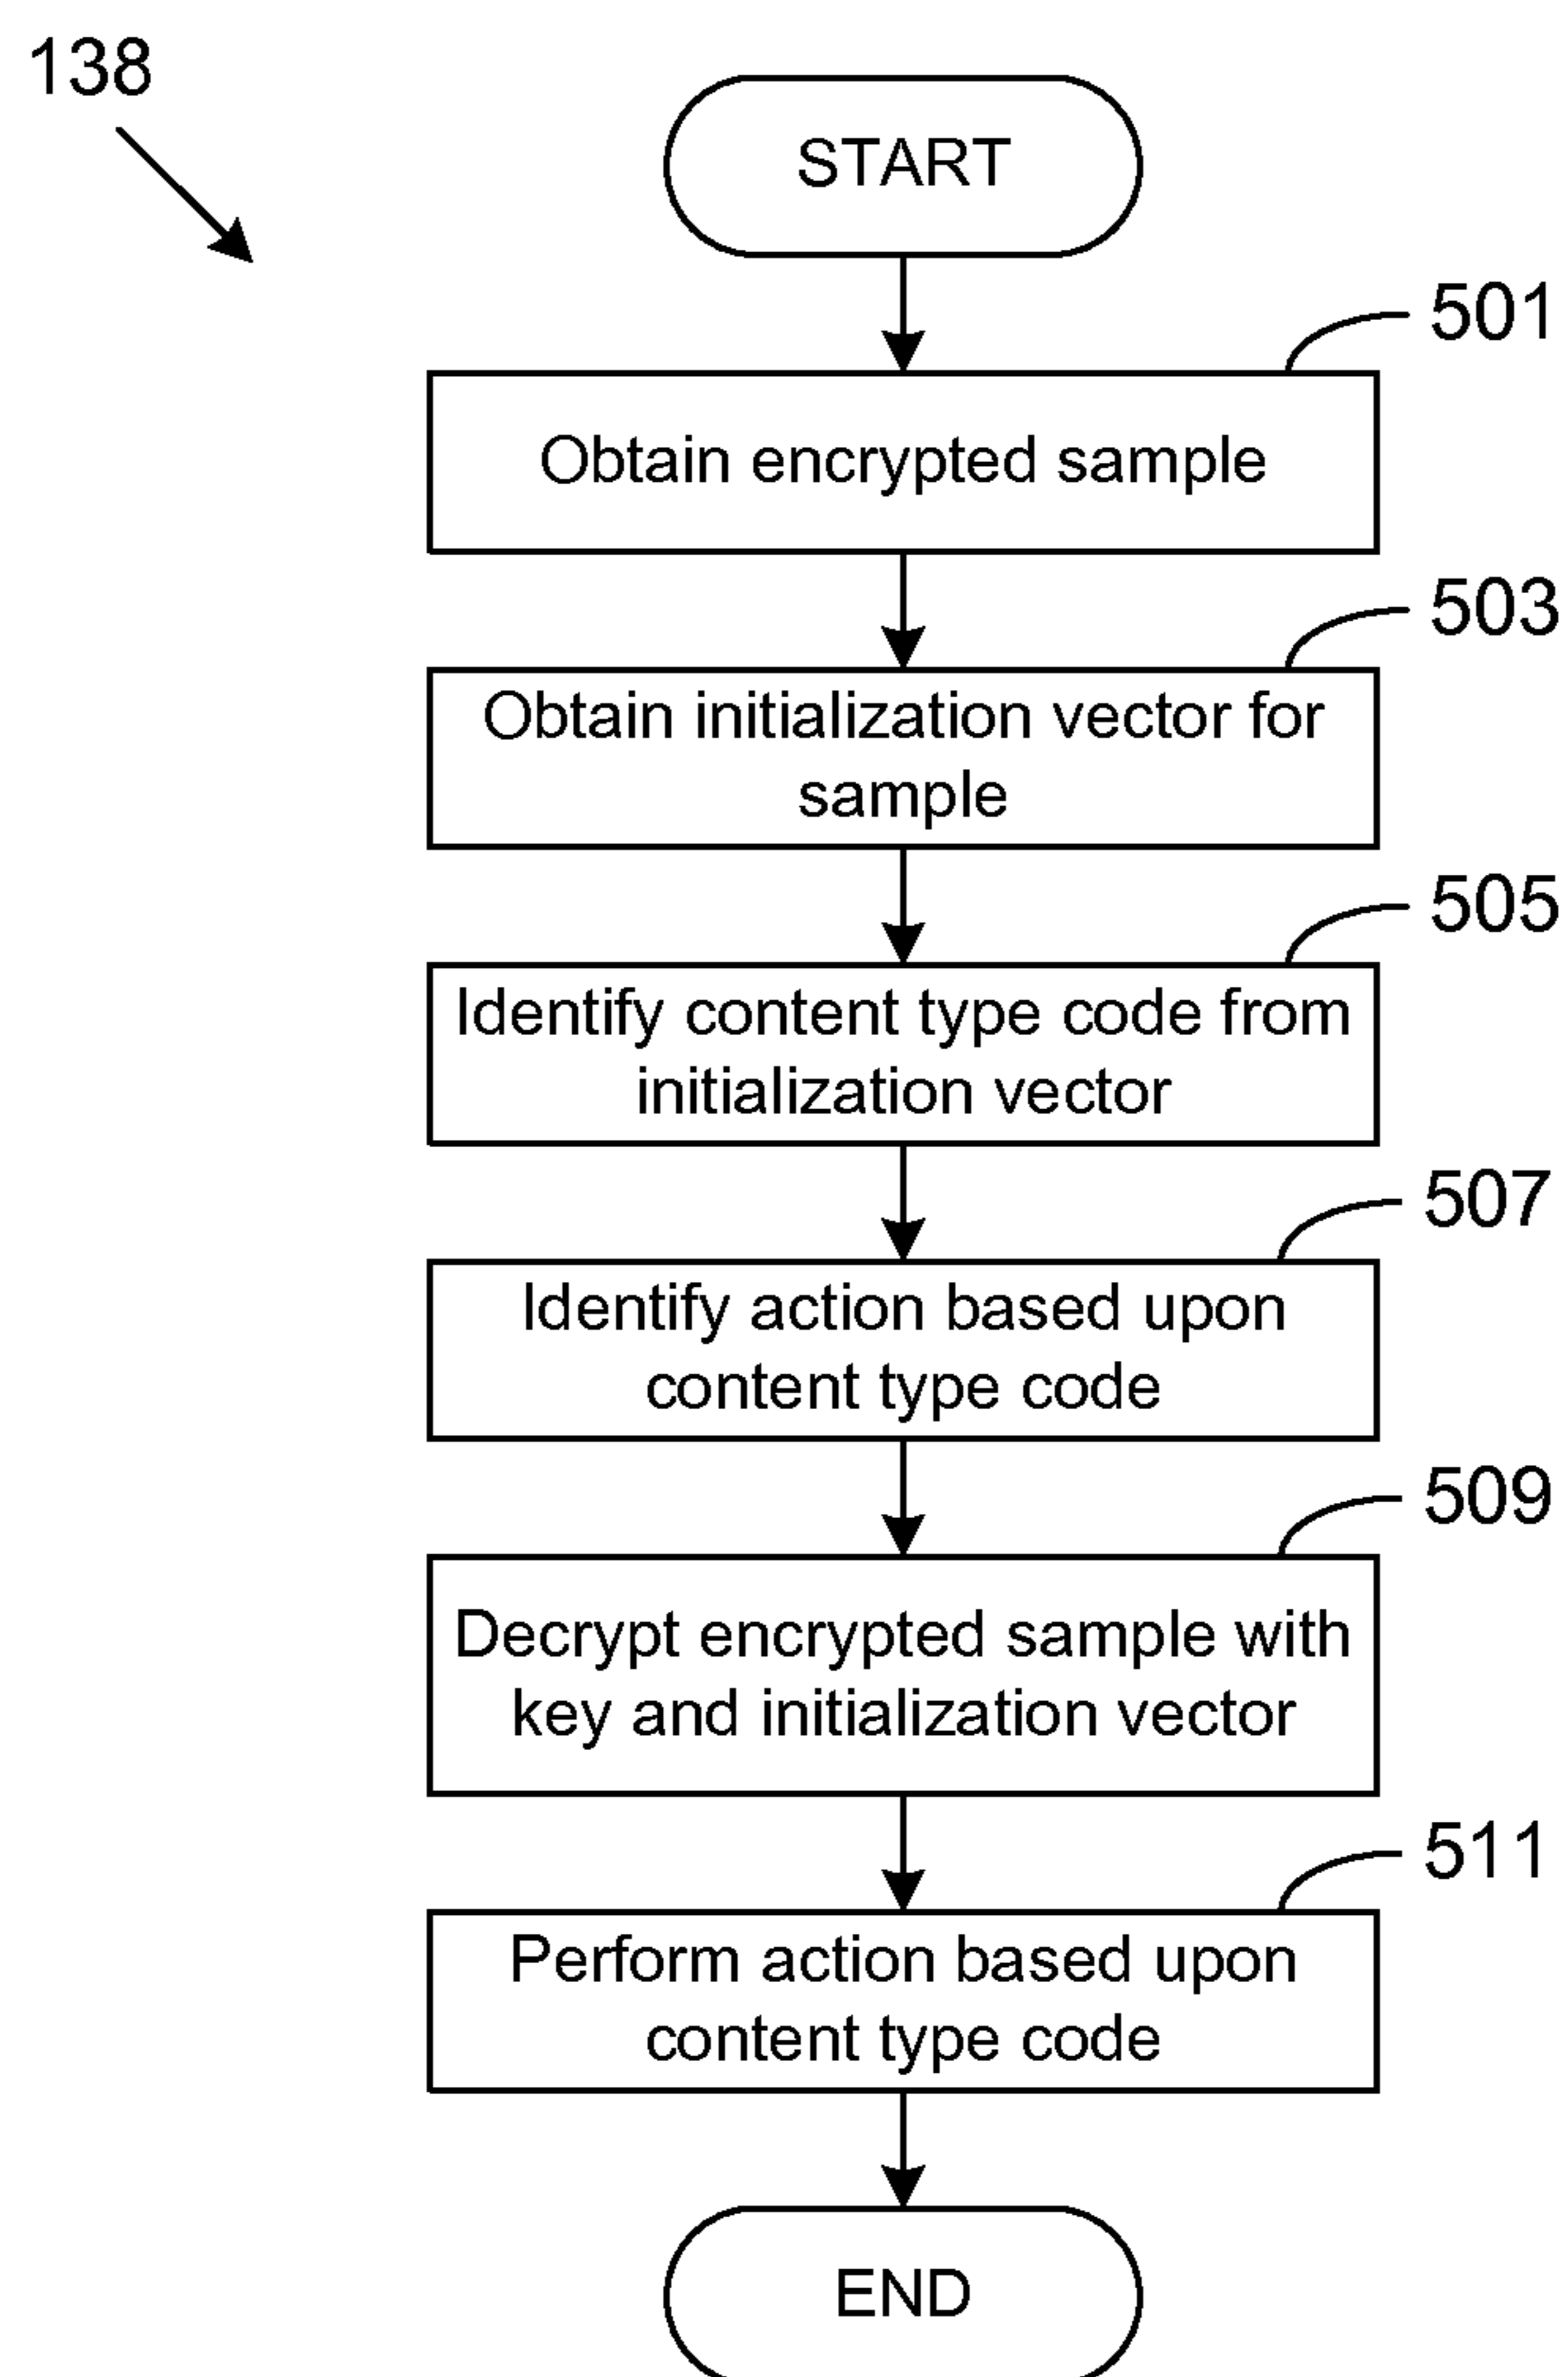 138
START
501
Obtain encrypted sample
503
Obtain initialization vector for
sample
505
Identify content type code from
initialization vector
507
Identify action based upon
content type code
509
Decrypt encrypted sample with
key and initialization vector
511
Perform action based upon
content type code
END